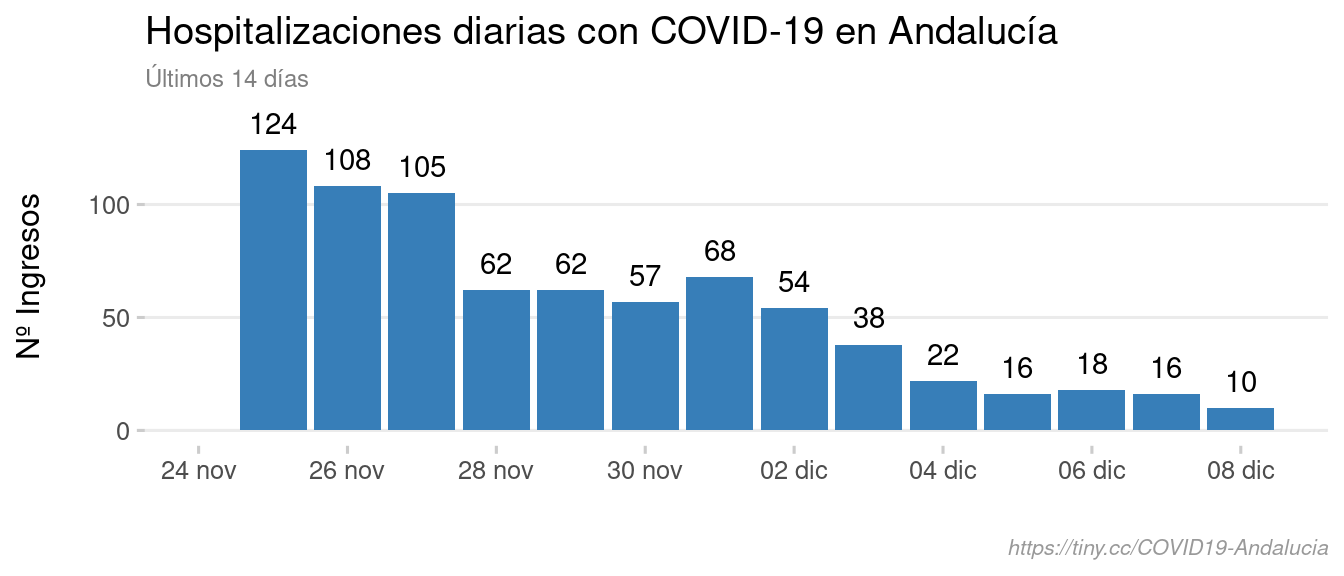 Hospitalizaciones diarias con COVID-19 en Andalucía
Últimos 14 días
124
108
105
62
62
57
68
54
38
22
16
18
16
10
Nº Ingresos
100
50
0
24 nov
26 nov
28 nov
30 nov
02 dic
04 dic
06 dic
08 dic
https://tiny.cc/COVID19-Andalucia